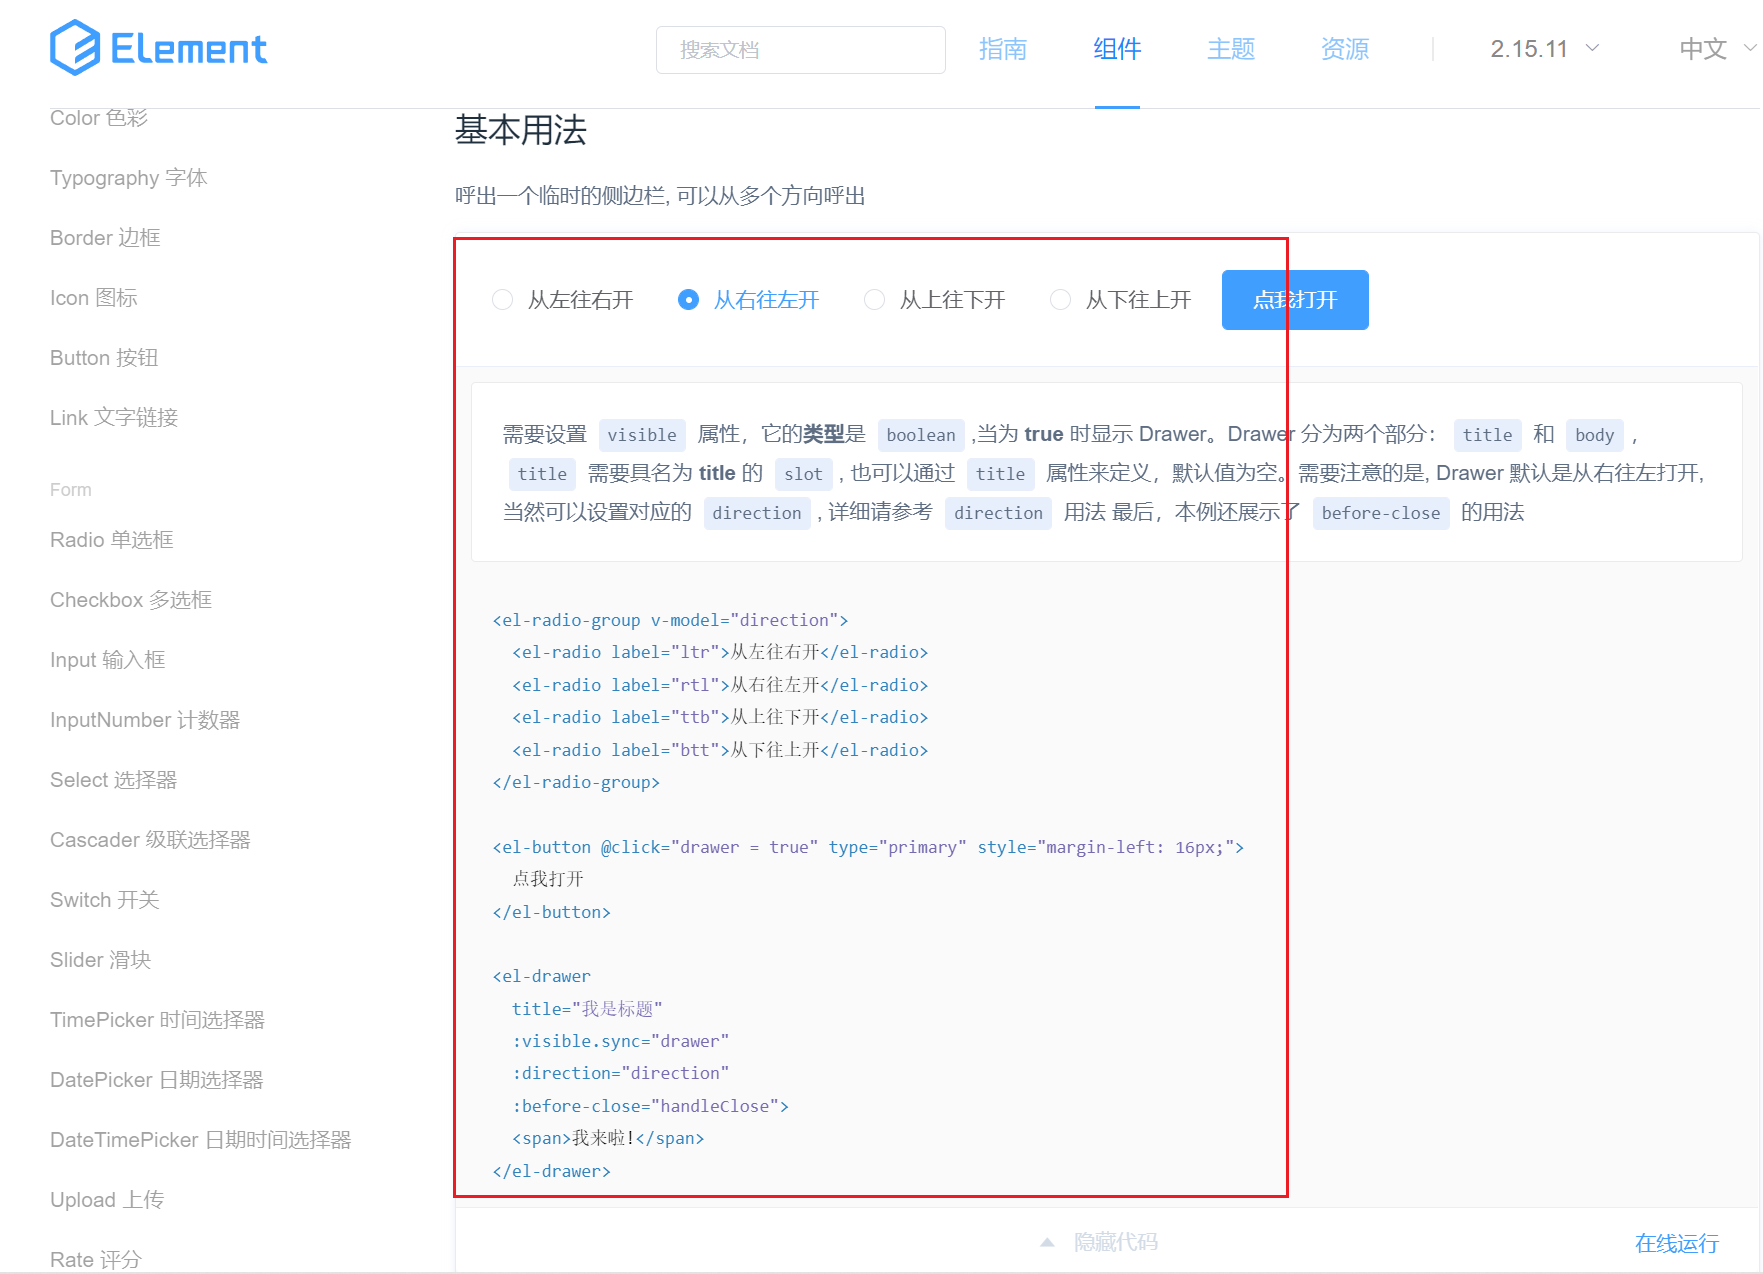 Element
搜索文档
指南
组件
主题
资源
2.15.11
中文
Color 色彩
Typography 字体
Border 边框
Icon 图标
Button 按钮
Link 文字链接
Form
Radio 单选框
Checkbox 多选框
Input 输入框
InputNumber 计数器
Select 选择器
Cascader 级联选择器
Switch 开关
Slider 滑块
TimePicker 时间选择器
DatePicker 日期选择器
DateTimePicker 日期时间选择器
Upload 上传
Rate 评分
基本用法
呼出一个临时的侧边栏, 可以从多个方向呼出
从左往右开 从右往左开 从上往下开 从下往上开 点我打开
需要设置 visible 属性，它的类型是 boolean ,当为 true 时显示 Drawer。Drawer 分为两个部分： title 和 body ，
title 需要具名为 title 的 slot , 也可以通过 title 属性来定义，默认值为空。需要注意的是, Drawer 默认是从右往左打开,
当然可以设置对应的 direction , 详细请参考 direction 用法 最后，本例还展示了 before-close 的用法
<el-radio-group v-model="direction">
<el-radio label="ltr">从左往右开</el-radio>
<el-radio label="rtl">从右往左开</el-radio>
<el-radio label="ttb">从上往下开</el-radio>
<el-radio label="btt">从下往上开</el-radio>
</el-radio-group>
<el-button @click="drawer = true" type="primary" style="margin-left: 16px;">
点我打开
</el-button>
<el-drawer
title="我是标题"
:visible.sync="drawer"
:direction="direction"
:before-close="handleClose">
<span>我来啦!</span>
</el-drawer>
隐藏代码
在线运行